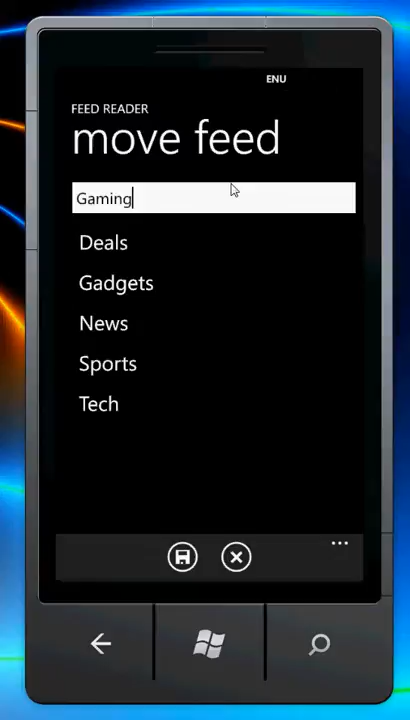 ENU
FEED READER
move feed
Gaming
Deals
Gadgets
News
Sports
Tech